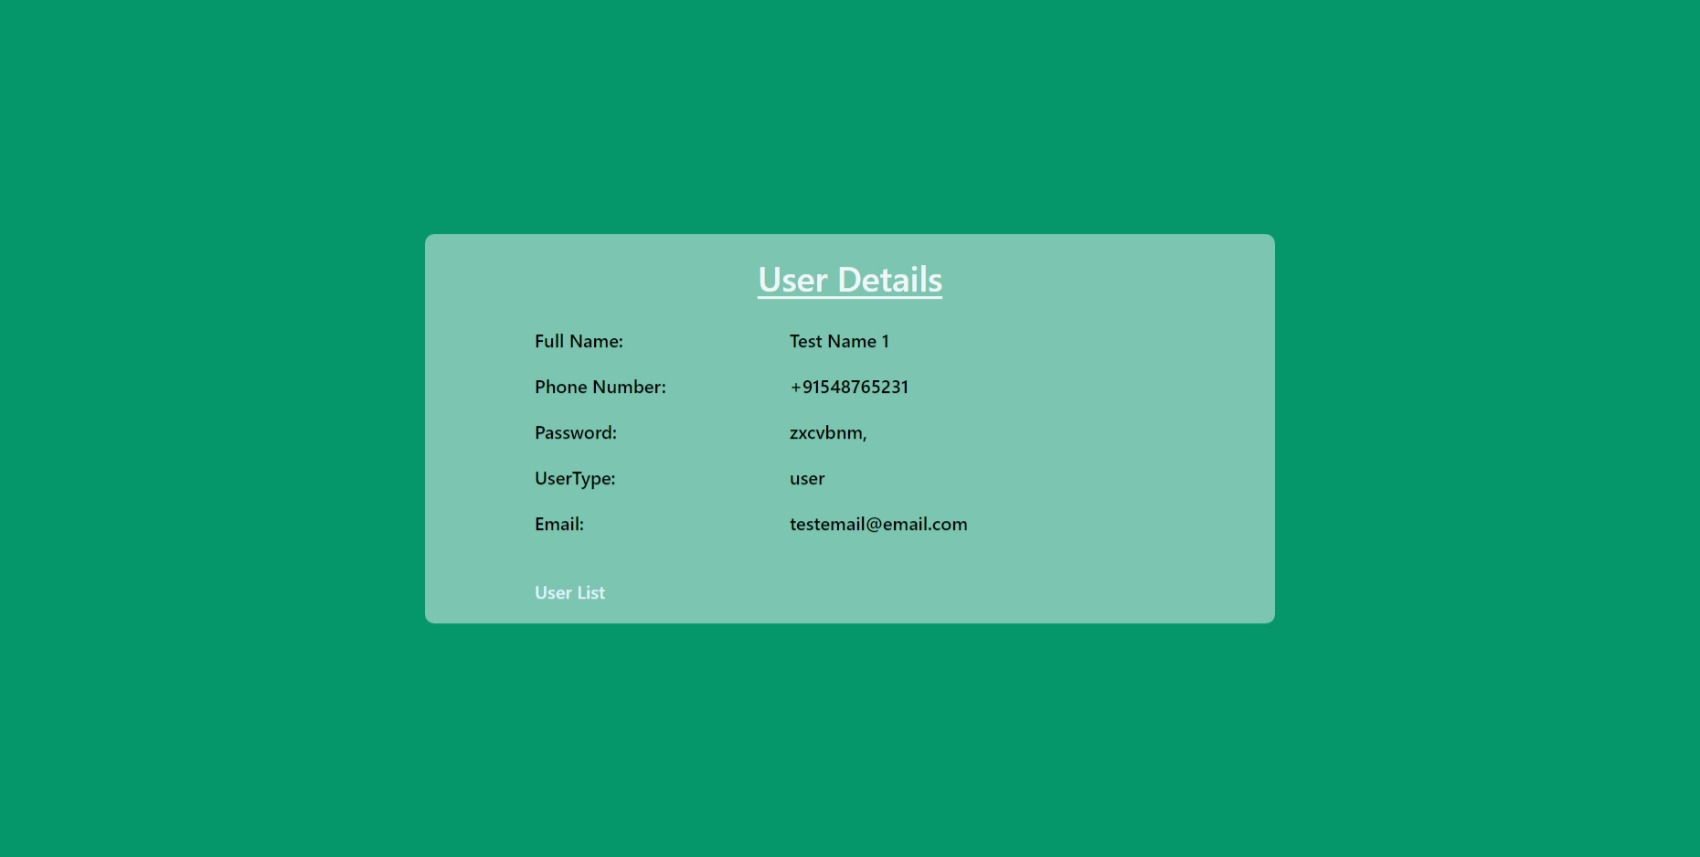 User Details
Full Name: Test Name 1
Phone Number: +91548765231
Password: zxcvbnm,
UserType: user
Email: testemail@email.com
User List